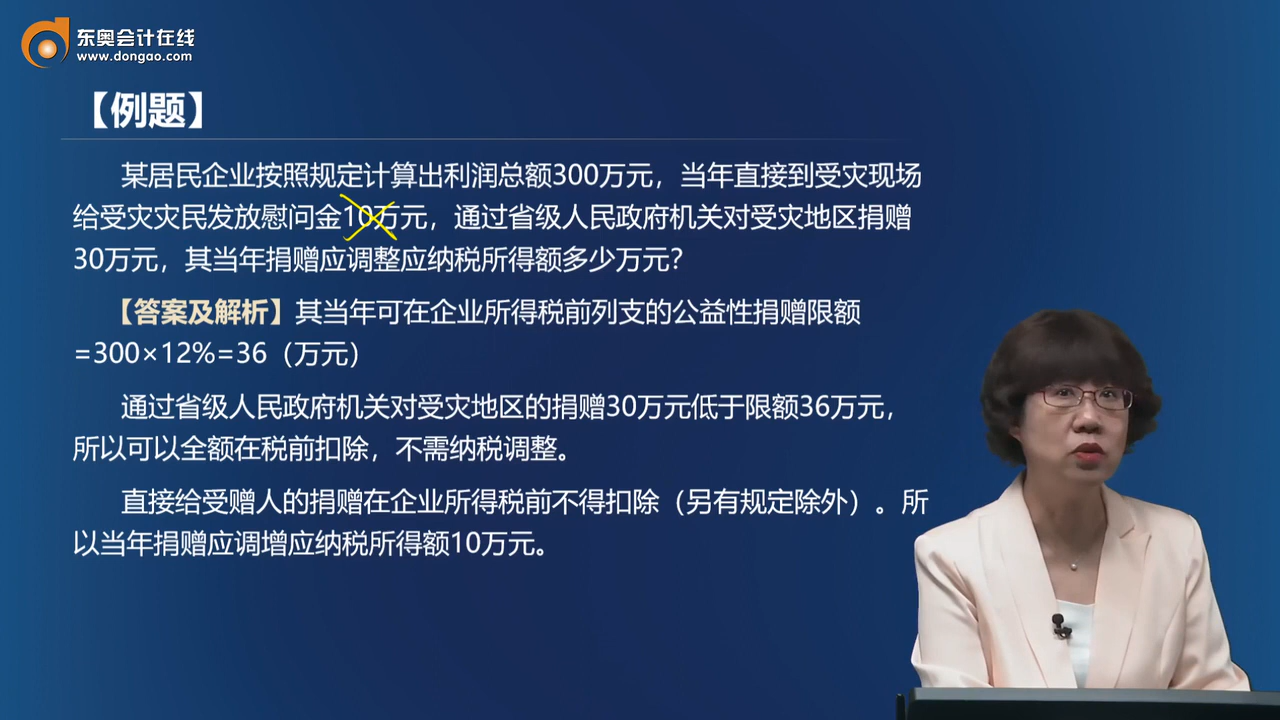 东奥会计在线
www.dongao.com
【例题】
某居民企业按照规定计算出利润总额300万元，当年直接到受灾现场
给受灾灾民发放慰问金10万元，通过省级人民政府机关对受灾地区捐赠
30万元，其当年捐赠应调整应纳税所得额多少万元？
【答案及解析】其当年可在企业所得税前列支的公益性捐赠限额
=300×12%=36（万元）
通过省级人民政府机关对受灾地区的捐赠30万元低于限额36万元，
所以可以全额在税前扣除，不需纳税调整。
直接给受赠人的捐赠在企业所得税前不得扣除（另有规定除外）。所
以当年捐赠应调增应纳税所得额10万元。